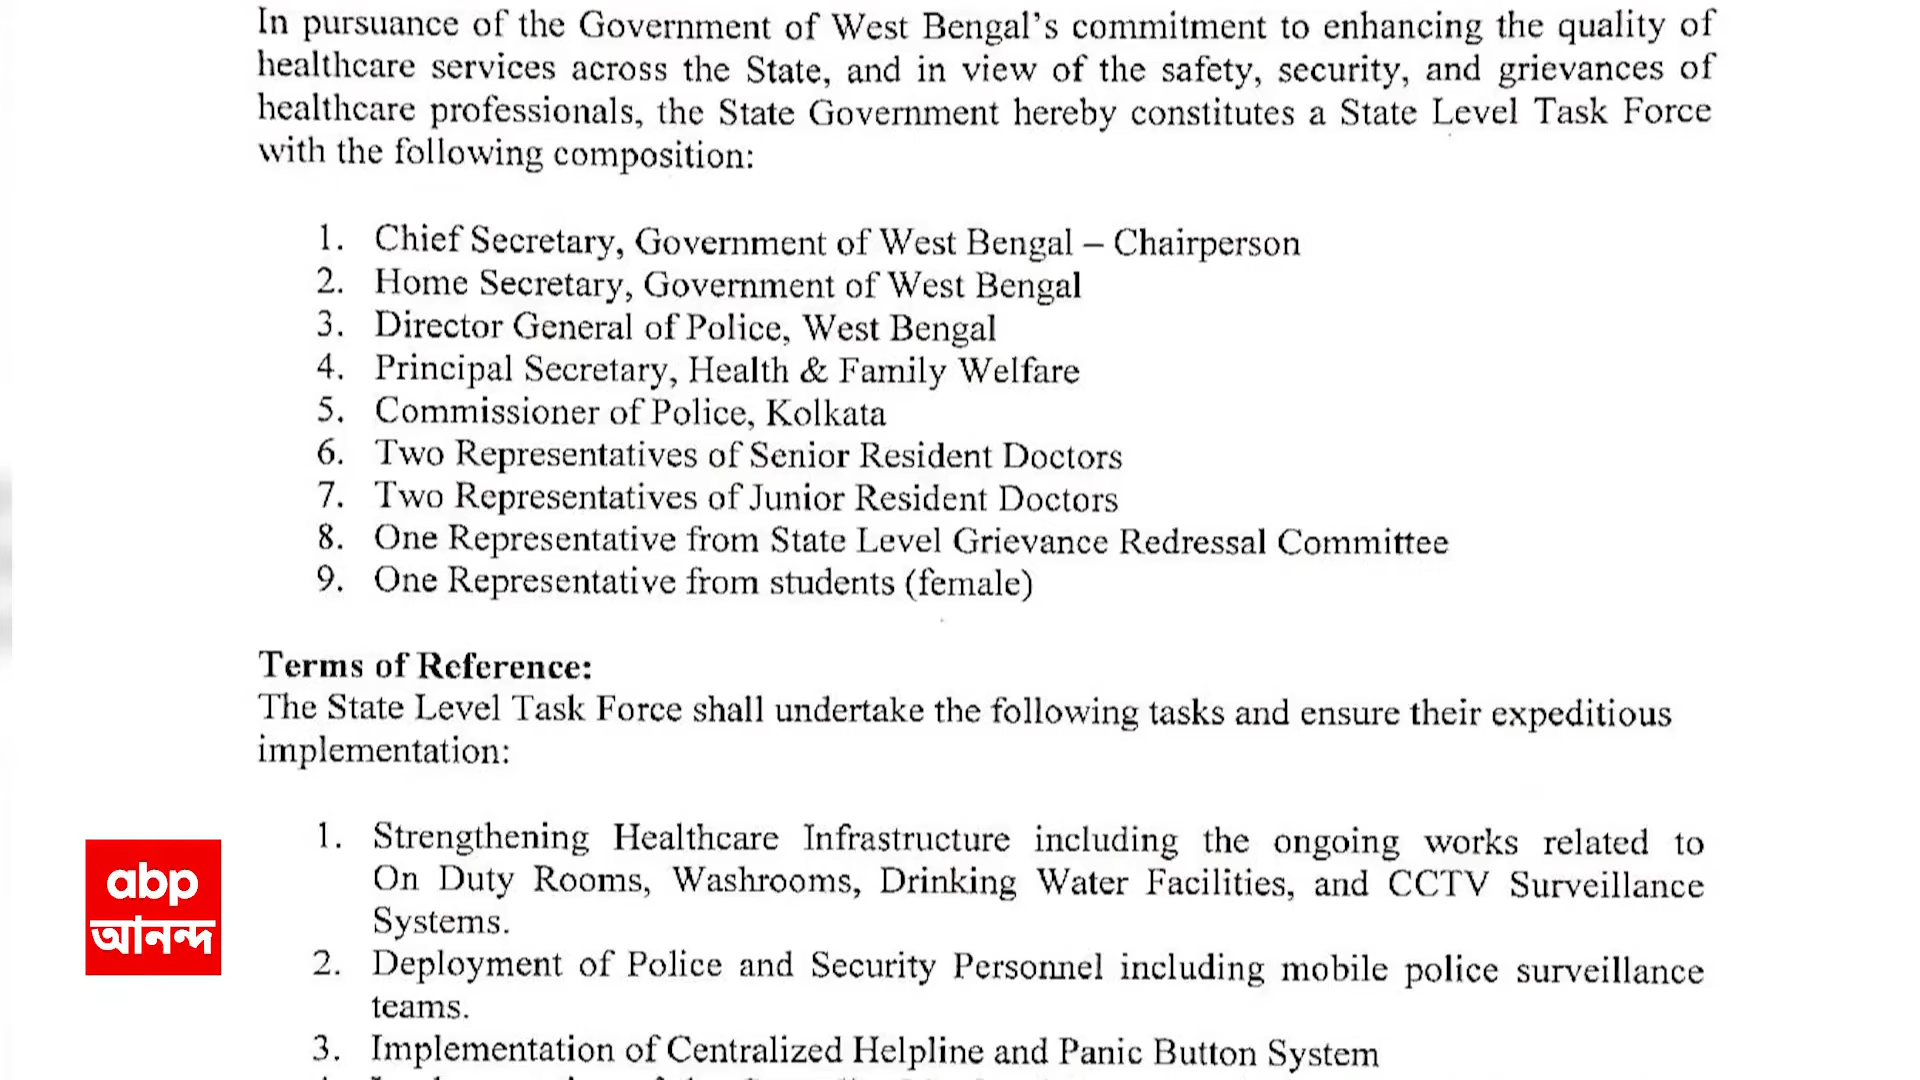 In pursuance of the Government of West Bengal's commitment to enhancing the quality of
healthcare services across the State, and in view of the safety, security, and grievances of
healthcare professionals, the State Government hereby constitutes a State Level Task Force
with the following composition:
1. Chief Secretary, Government of West Bengal – Chairperson
2. Home Secretary, Government of West Bengal
3. Director General of Police, West Bengal
4. Principal Secretary, Health & Family Welfare
5. Commissioner of Police, Kolkata
6. Two Representatives of Senior Resident Doctors
7. Two Representatives of Junior Resident Doctors
8. One Representative from State Level Grievance Redressal Committee
9. One Representative from students (female)
Terms of Reference:
The State Level Task Force shall undertake the following tasks and ensure their expeditious
implementation:
1. Strengthening Healthcare Infrastructure including the ongoing works related to
On Duty Rooms, Washrooms, Drinking Water Facilities, and CCTV Surveillance
Systems.
2. Deployment of Police and Security Personnel including mobile police surveillance
teams.
3. Implementation of Centralized Helpline and Panic Button System
abp
আনন্দ